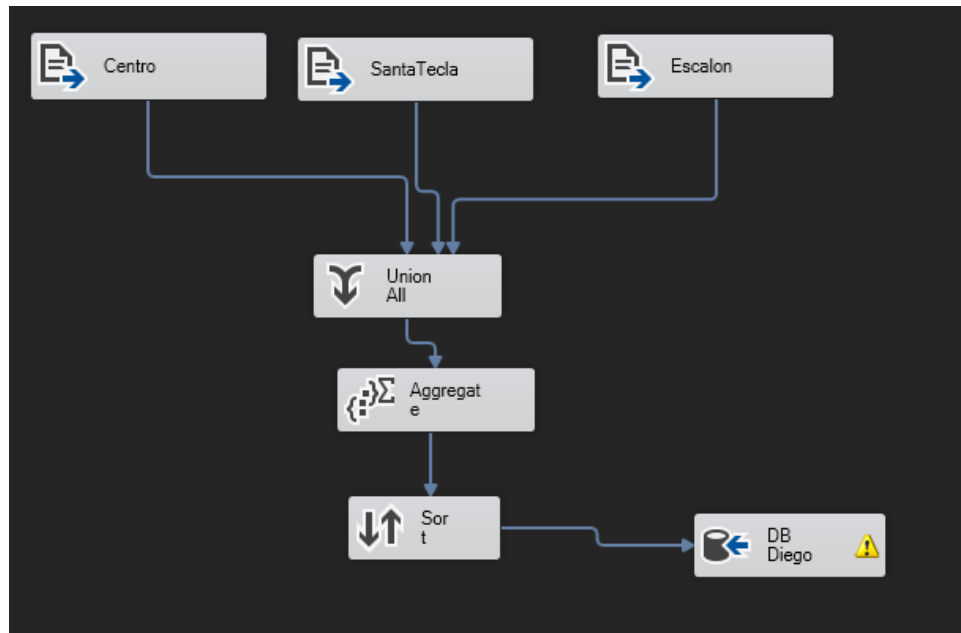 Centro
SantaTecla
Escalon
Union
All
Aggregat
e
Sor
t
DB
Diego